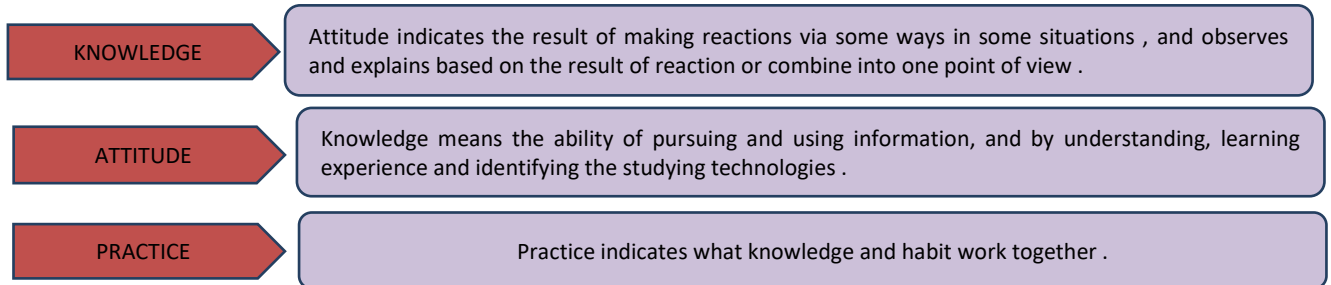 KNOWLEDGE
Attitude indicates the result of making reactions via some ways in some situations , and observes
and explains based on the result of reaction or combine into one point of view .
ATTITUDE
Knowledge means the ability of pursuing and using information, and by understanding, learning
experience and identifying the studying technologies .
PRACTICE
Practice indicates what knowledge and habit work together .